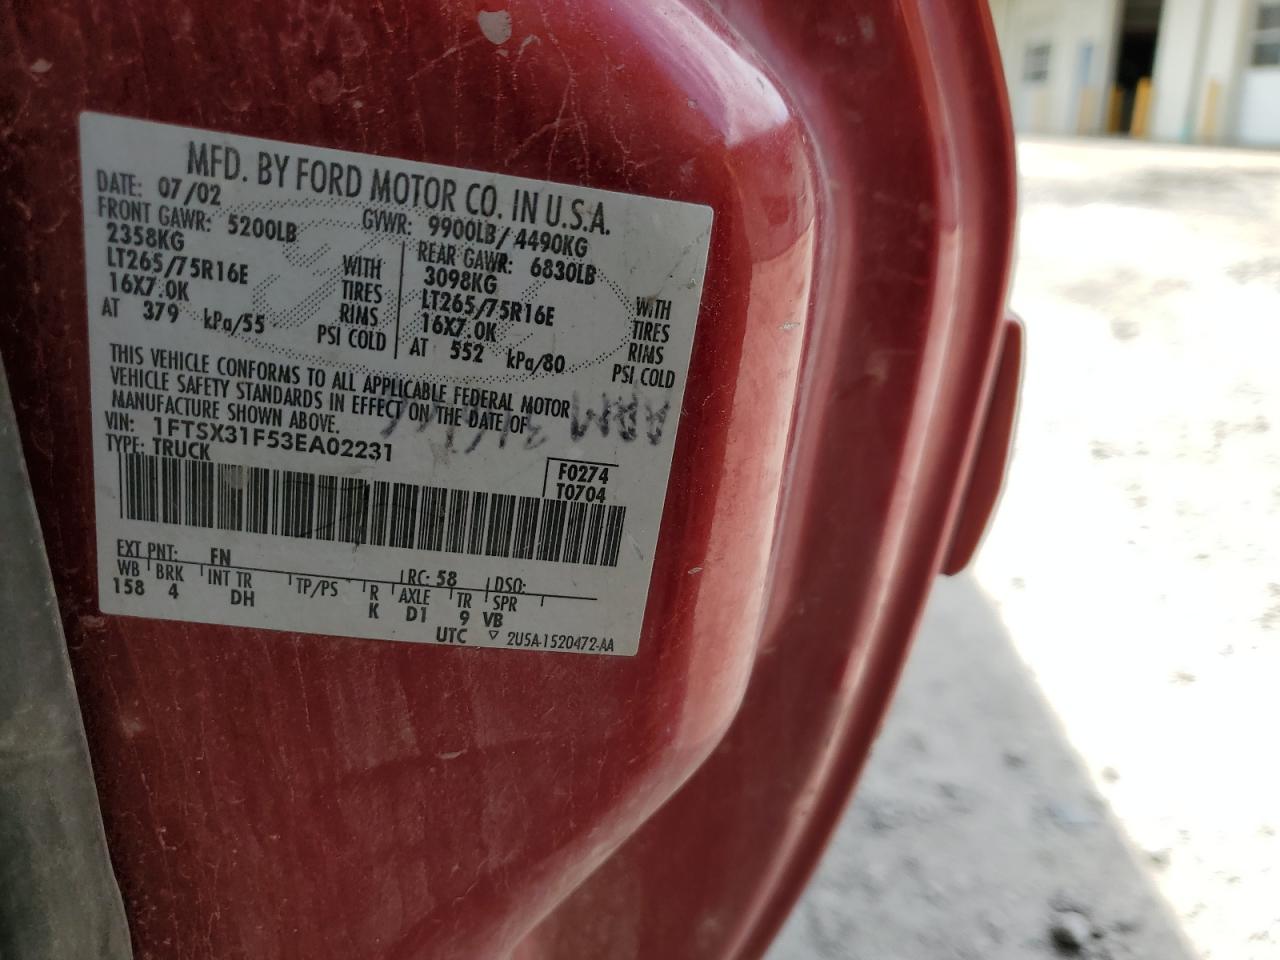 MFD. BY FORD MOTOR CO. IN U.S.A.
DATE: 07/02 GVWR: 9900LB/ 4490KG
FRONT GAWR: 5200LB REAR GAWR: 6830LB
2358KG WITH 3098KG WITH
LT265/75R16E TIRES LT265/75R16E TIRES
16X7.0K RIMS 16X7.0K RIMS
AT 379 kPa/55 PSI COLD AT 552 kPa/80 PSI COLD
THIS VEHICLE CONFORMS TO ALL APPLICABLE FEDERAL MOTOR
VEHICLE SAFETY STANDARDS IN EFFECT ON THE DATE OF
MANUFACTURE SHOWN ABOVE.
VIN: 1FTSX31F53EA02231
TYPE: TRUCK
F0274
T0704
EXT PNT: FN RC: 58 DSO:
WB BRK INT TR TP/PS R AXLE TR SPR
158 4 DH K D1 9 VB
UTC ▽ 2U5A-1520472-AA